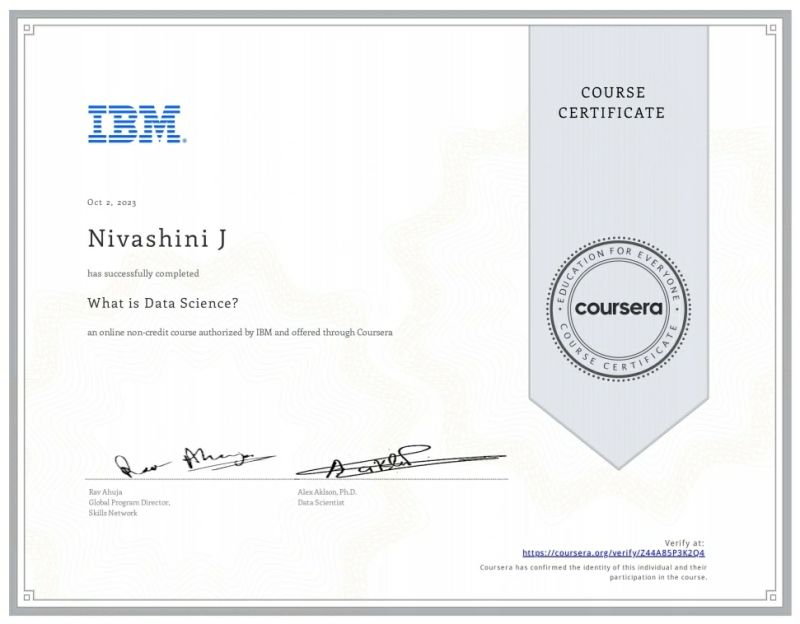 IBM
COURSE
CERTIFICATE
Oct 2, 2023
Nivashini J
has successfully completed
What is Data Science?
an online non-credit course authorized by IBM and offered through Coursera
EDUCATION FOR EVERYONE
coursera
COURSE CERTIFICATE
Rav Ahuja
Global Program Director,
Skills Network
Alex Aklson, Ph.D.
Data Scientist
Verify at:
https://coursera.org/verify/Z44A85P3K2Q4
Coursera has confirmed the identity of this individual and their
participation in the course.